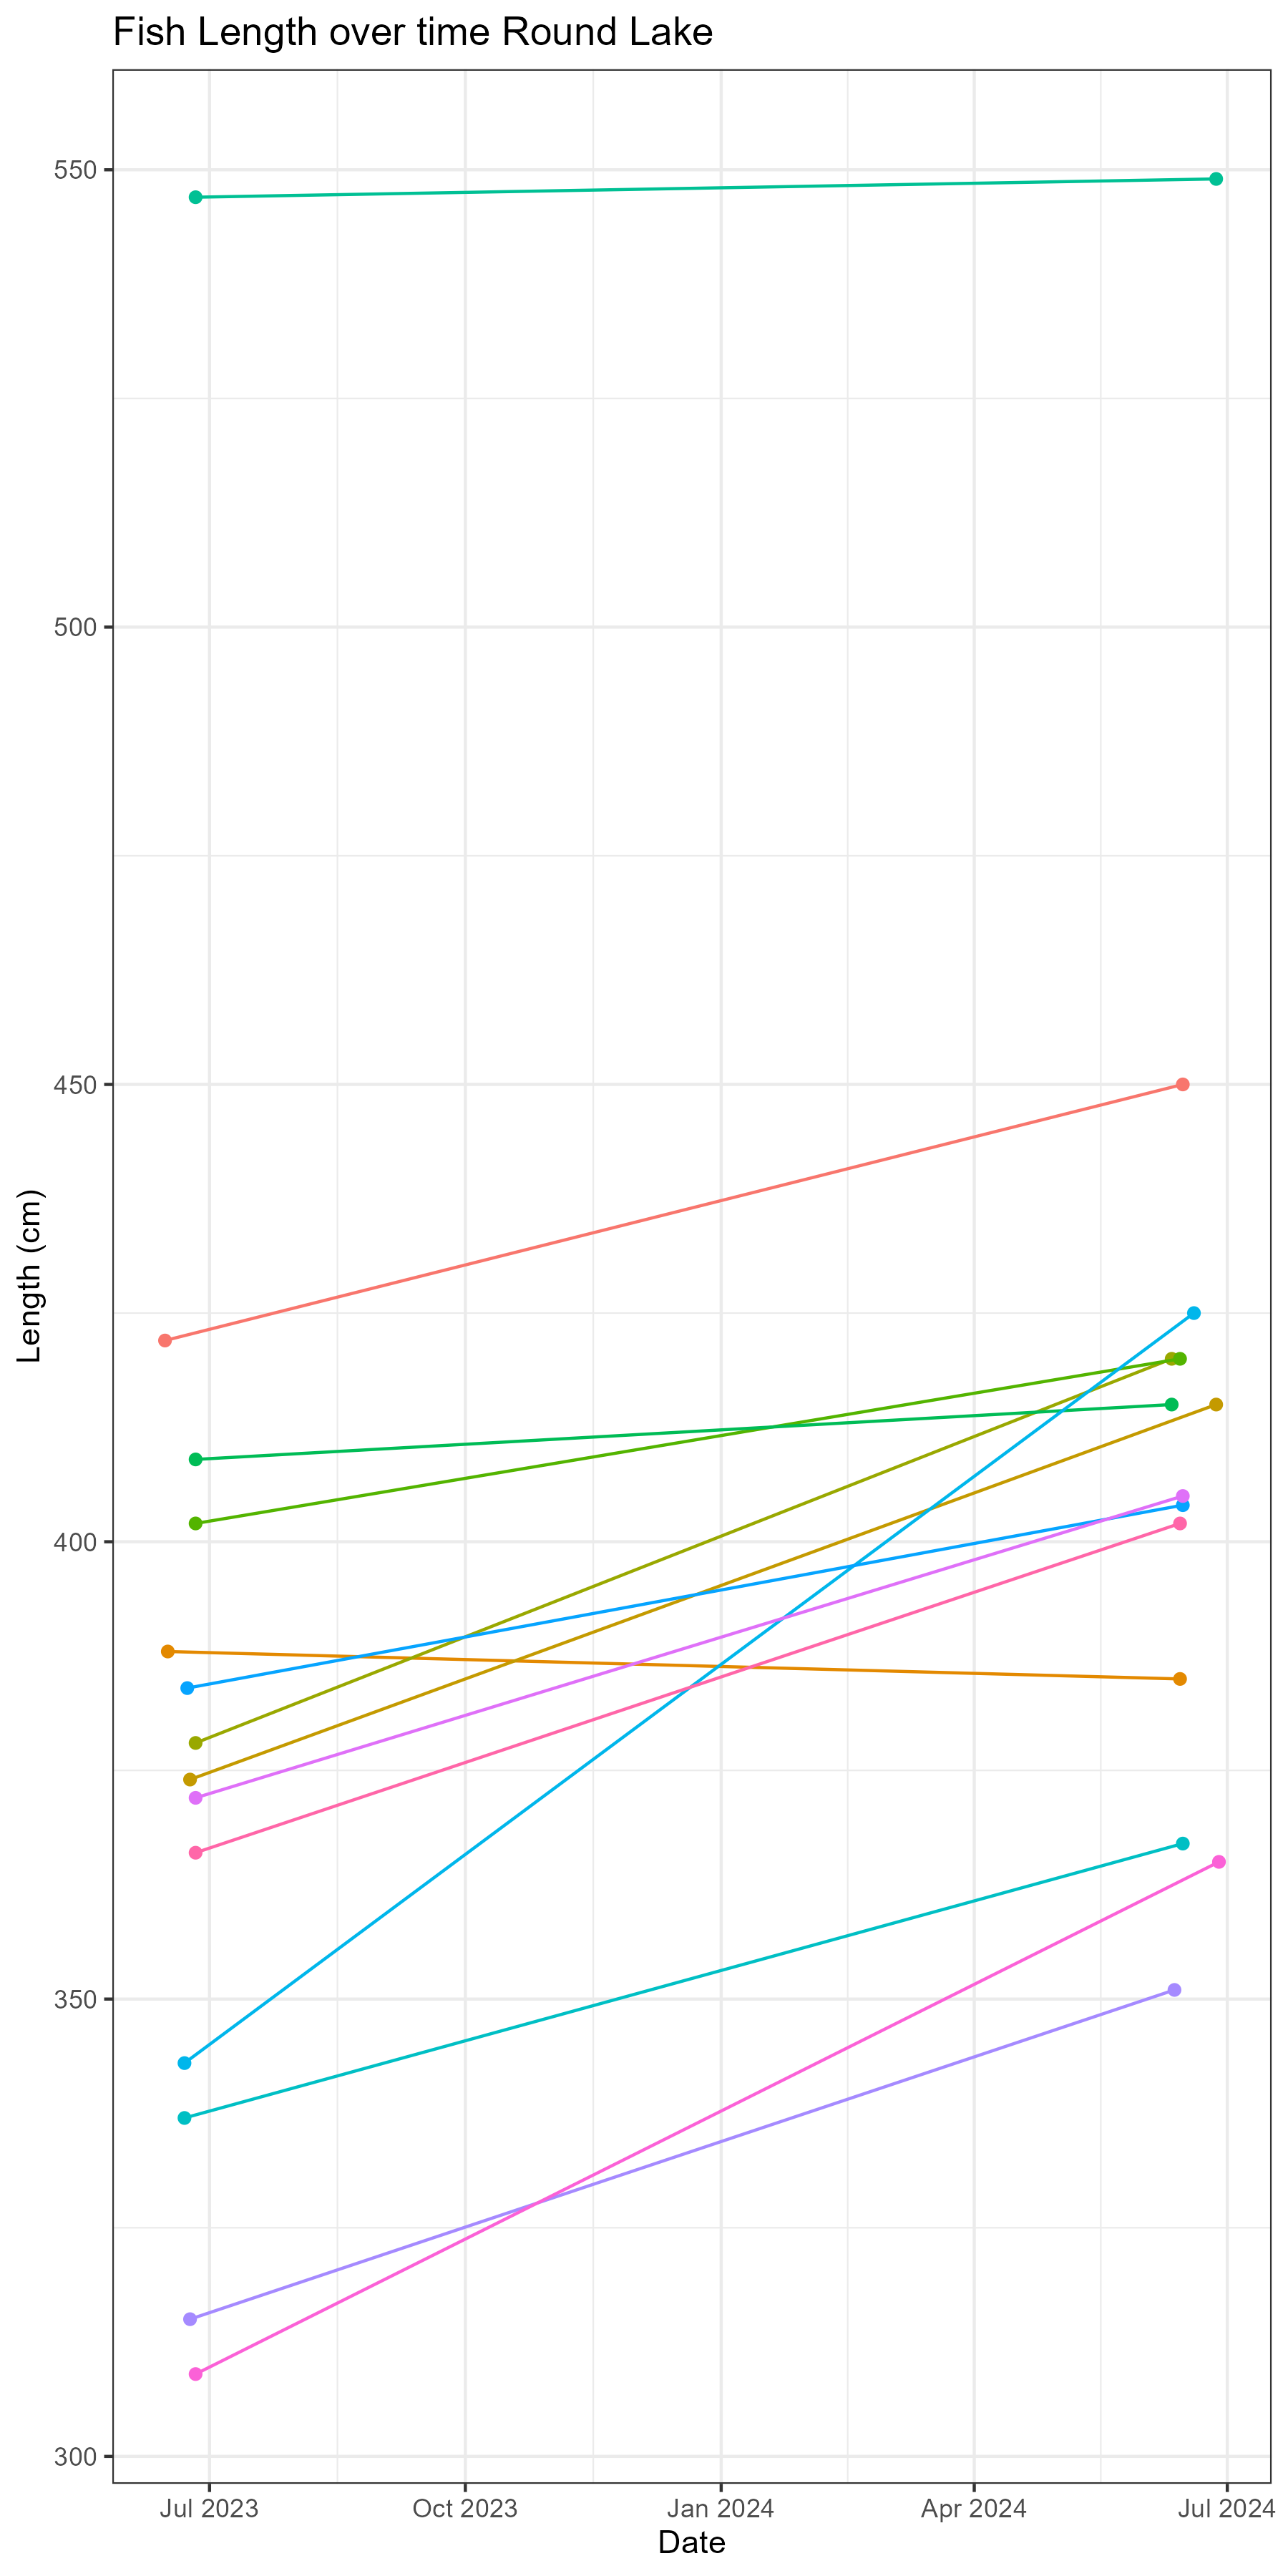 Fish Length over time Round Lake
550
500
450
400
350
300
Length (cm)
Jul 2023
Oct 2023
Jan 2024
Apr 2024
Jul 2024
Date